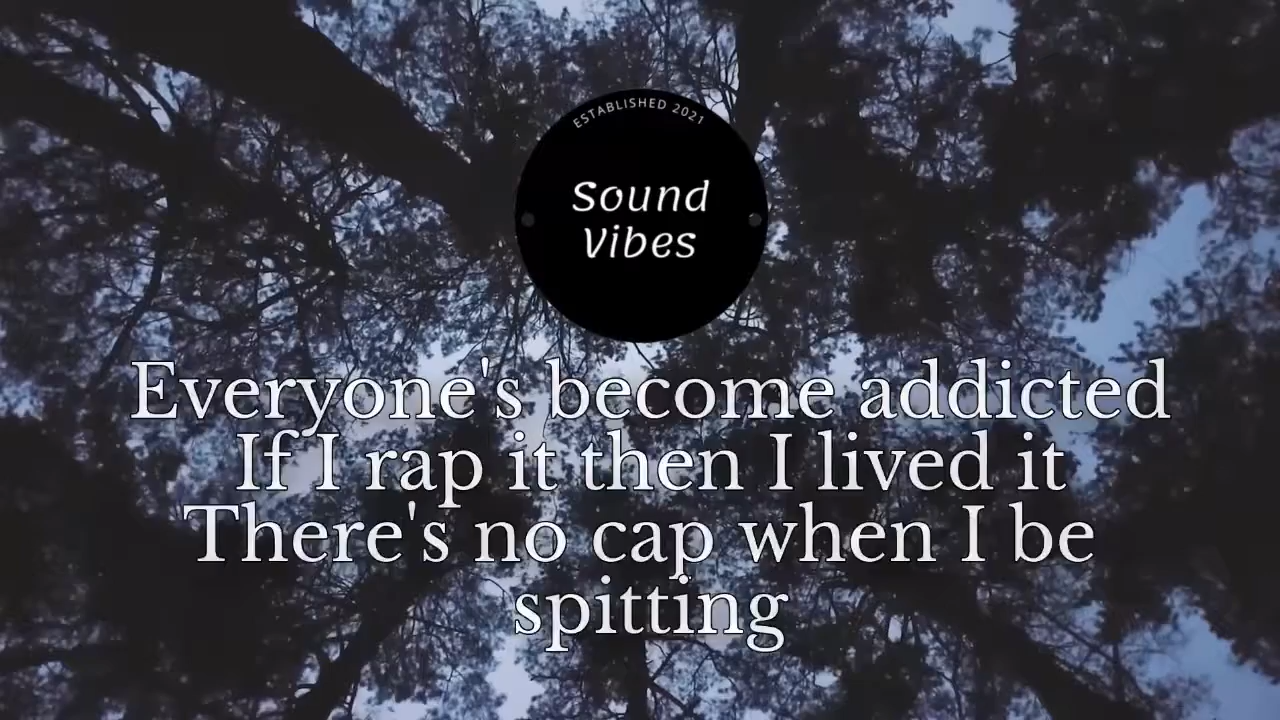 ESTABLISHED 2021
Sound
Vibes
Everyone's become addicted
If I rap it then I lived it
There's no cap when I be
spitting